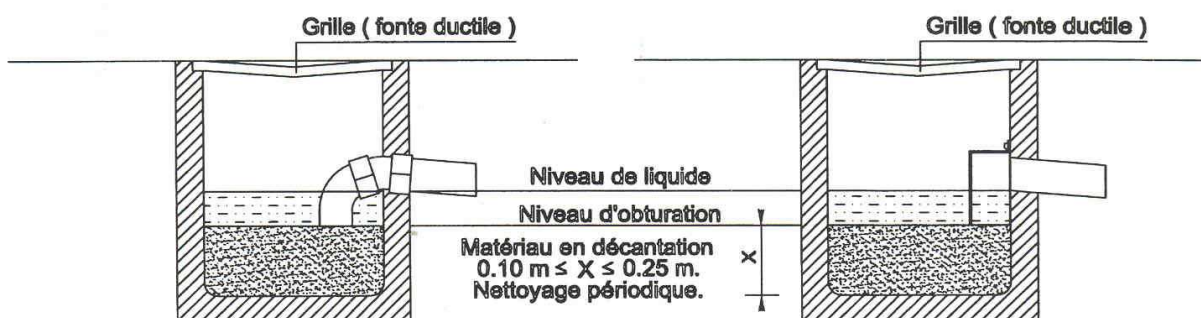 Grille ( fonte ductile )
Grille ( fonte ductile )
Niveau de liquide
Niveau d'obturation
Matériau en décantation
0.10 m ≤ X ≤ 0.25 m.
Nettoyage périodique.
X